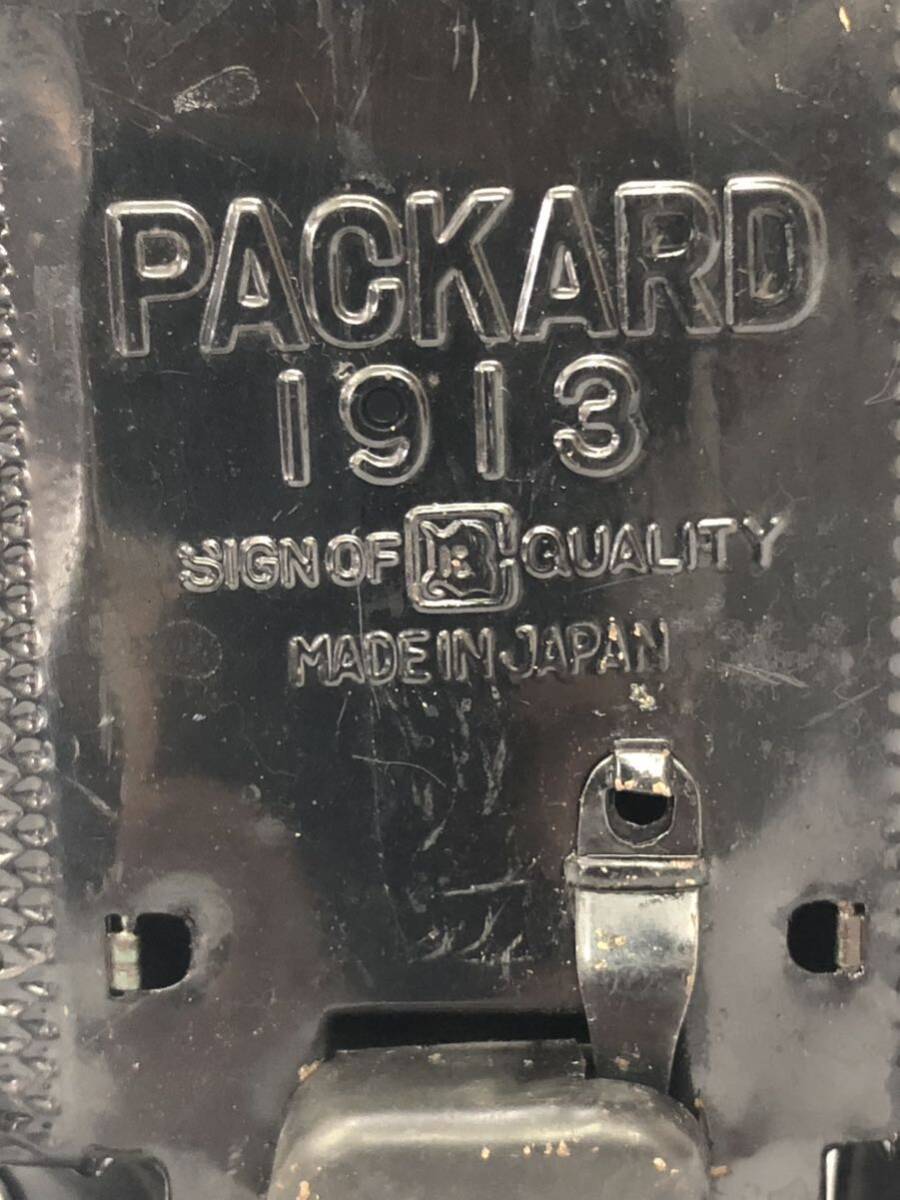 PACKARD
1913
SIGN OF QUALITY
MADE IN JAPAN